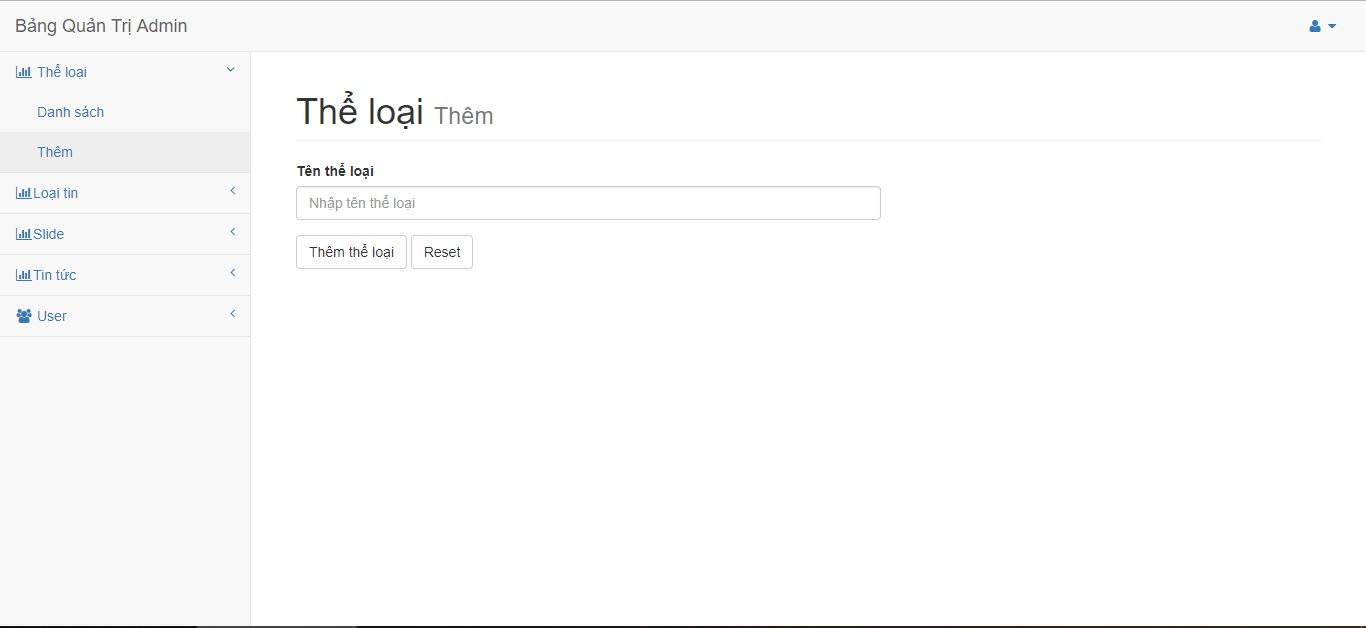 Bảng Quản Trị Admin
Thể loại
Danh sách
Thêm
Loại tin
Slide
Tin tức
User
Thể loại Thêm
Tên thể loại
Nhập tên thể loại
Thêm thể loại Reset